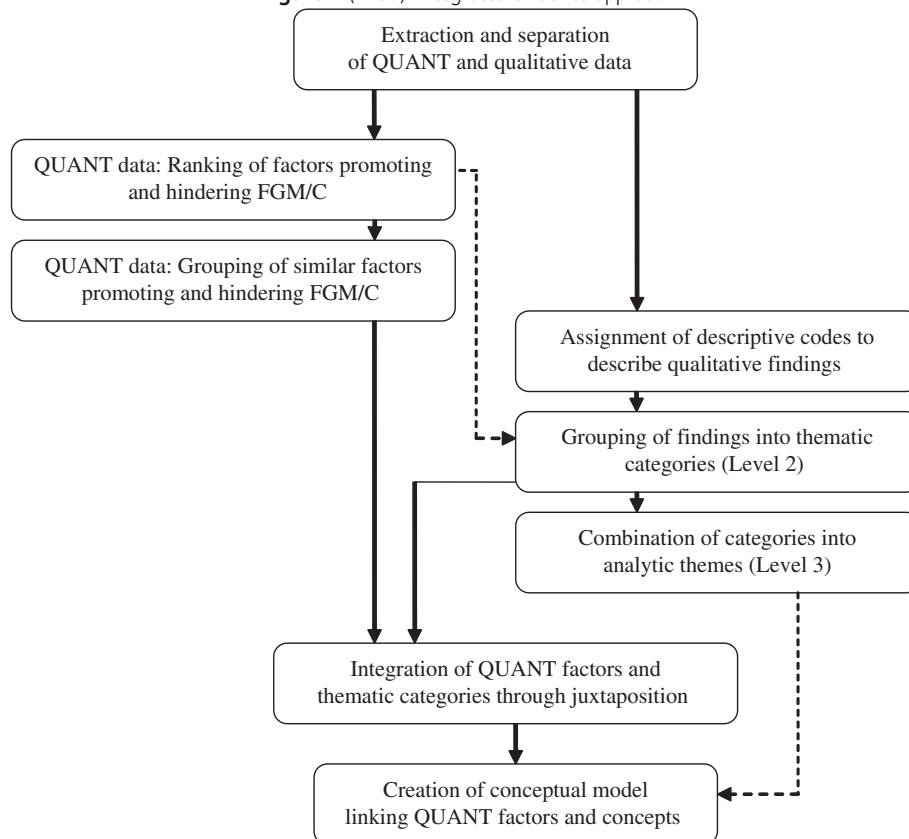 Extraction and separation
of QUANT and qualitative data
QUANT data: Ranking of factors promoting
and hindering FGM/C
QUANT data: Grouping of similar factors
promoting and hindering FGM/C
Assignment of descriptive codes to
describe qualitative findings
Grouping of findings into thematic
categories (Level 2)
Combination of categories into
analytic themes (Level 3)
Integration of QUANT factors and
thematic categories through juxtaposition
Creation of conceptual model
linking QUANT factors and concepts